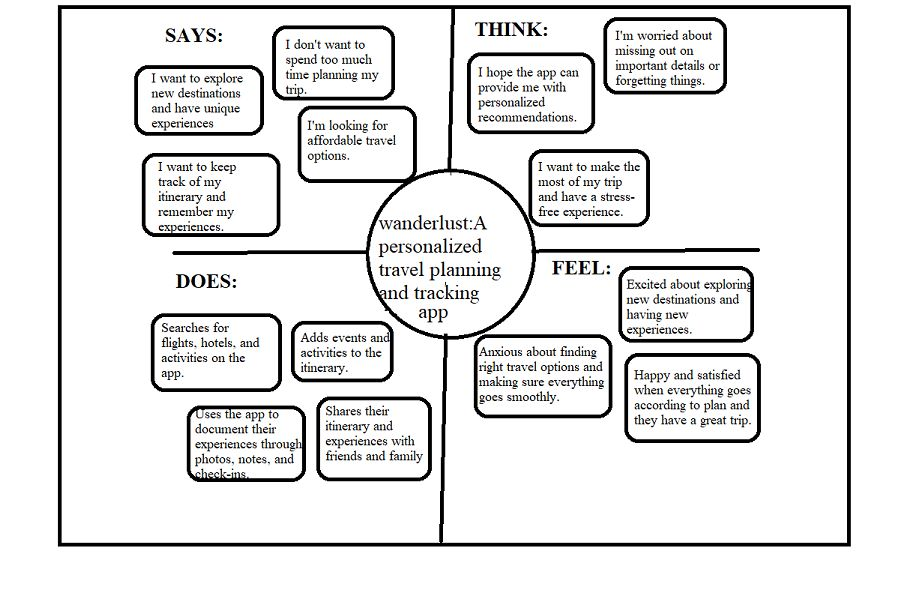 SAYS:
I don't want to
spend too much
time planning my
trip.
I want to explore
new destinations
and have unique
experiences
I'm looking for
affordable travel
options.
I want to keep
track of my
itinerary and
remember my
experiences.
THINK:
I'm worried about
missing out on
important details or
forgetting things.
I hope the app can
provide me with
personalized
recommendations.
I want to make the
most of my trip
and have a stress-
free experience.
wanderlust:A
personalized
travel planning
and tracking
app
DOES:
Searches for
flights, hotels, and
activities on the
app.
Adds events and
activities to the
itinerary.
Uses the app to
document their
experiences through
photos, notes, and
check-ins.
Shares their
itinerary and
experiences with
friends and family
FEEL:
Excited about exploring
new destinations and
having new
experiences.
Anxious about finding
right travel options and
making sure everything
goes smoothly.
Happy and satisfied
when everything goes
according to plan and
they have a great trip.